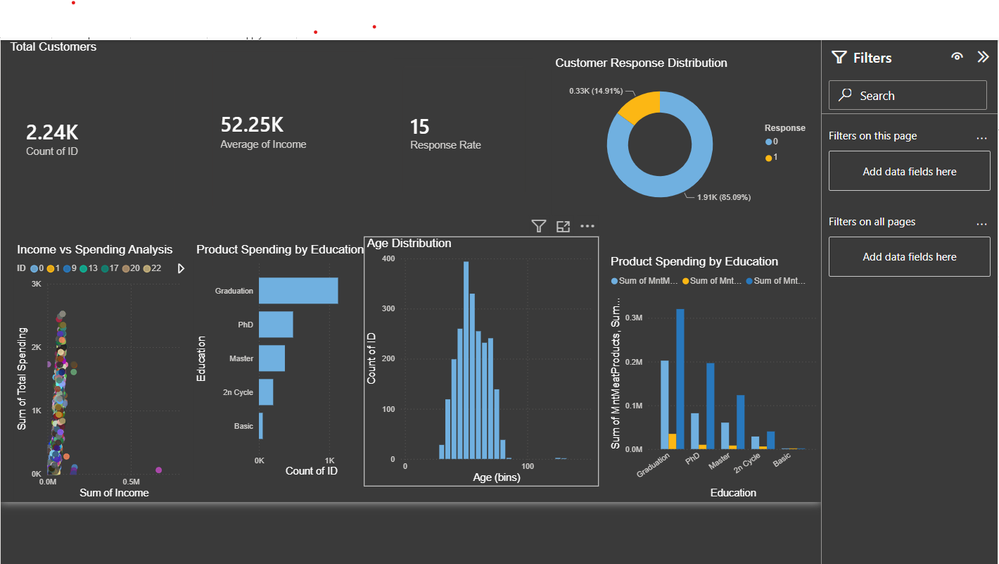 Total Customers
2.24K
Count of ID
52.25K
Average of Income
15
Response Rate
Customer Response Distribution
0.33K (14.91%)
1.91K (85.09%)
Response
0
1
Income vs Spending Analysis
ID 0 1 9 13 17 20 22
Sum of Total Spending
3K
2K
1K
0K
0.0M 0.5M
Sum of Income
Product Spending by Education
Education
Graduation
PhD
Master
2n Cycle
Basic
0K 1K
Count of ID
Age Distribution
Count of ID
400
300
200
100
0
0 100
Age (bins)
Product Spending by Education
Sum of MntM... Sum of Mnt... Sum of Mnt...
Sum of MntMeatProducts, Sum...
0.3M
0.2M
0.1M
0.0M
Graduation PhD Master 2n Cycle Basic
Education
Filters
Search
Filters on this page ...
Add data fields here
Filters on all pages ...
Add data fields here